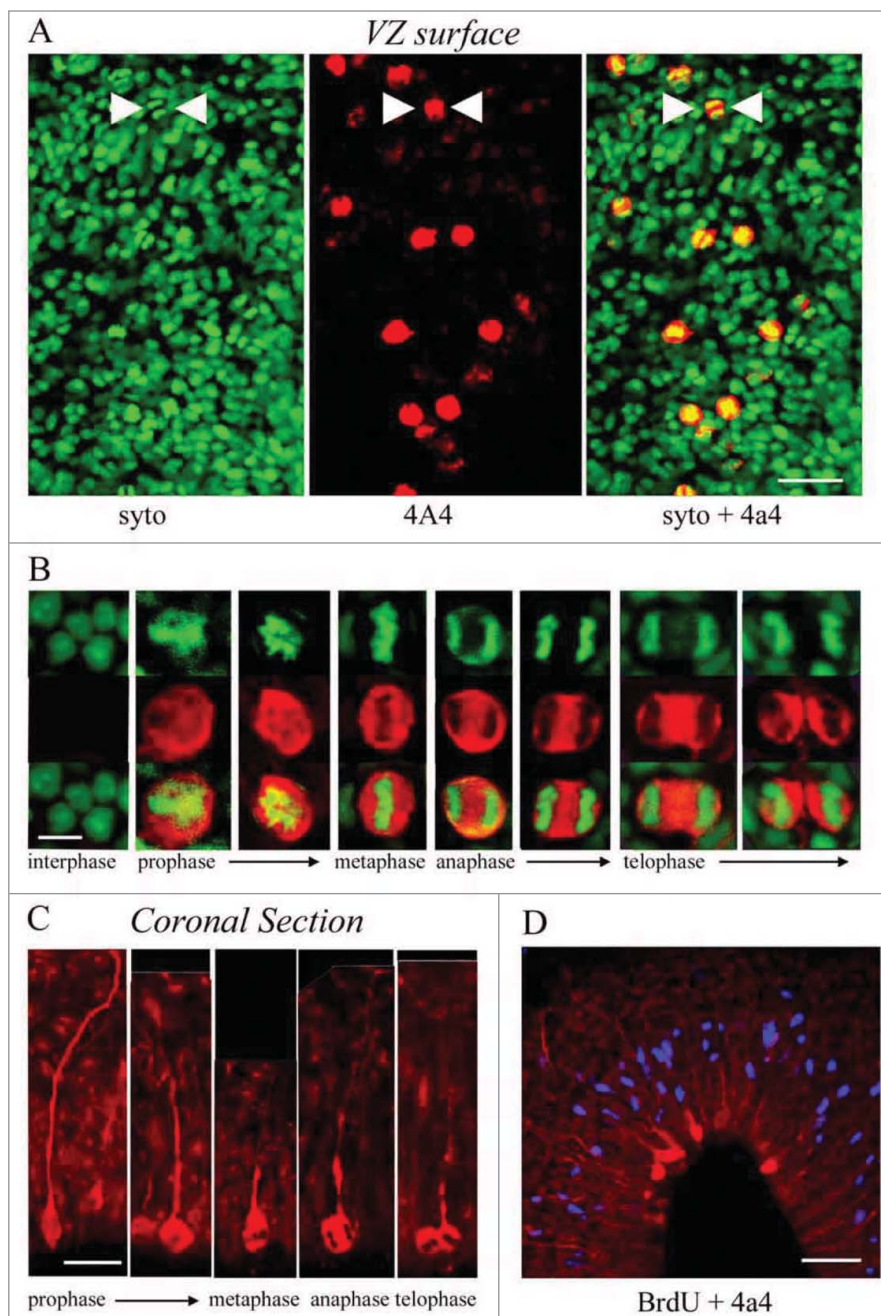 A
VZ surface
syto
4A4
syto + 4a4
B
interphase
prophase
metaphase
anaphase
telophase
C
Coronal Section
prophase
metaphase
anaphase
telophase
D
BrdU + 4a4